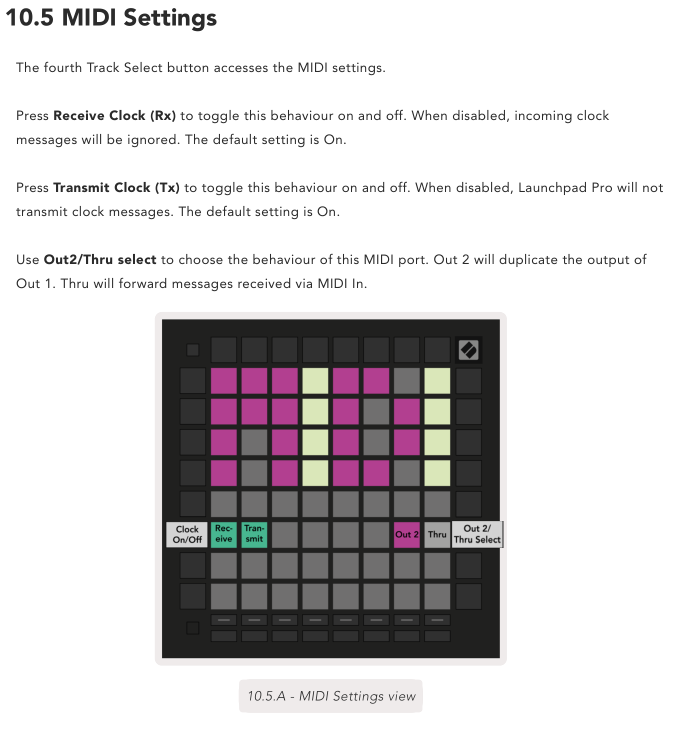 10.5 MIDI Settings
The fourth Track Select button accesses the MIDI settings.
Press Receive Clock (Rx) to toggle this behaviour on and off. When disabled, incoming clock
messages will be ignored. The default setting is On.
Press Transmit Clock (Tx) to toggle this behaviour on and off. When disabled, Launchpad Pro will not
transmit clock messages. The default setting is On.
Use Out2/Thru select to choose the behaviour of this MIDI port. Out 2 will duplicate the output of
Out 1. Thru will forward messages received via MIDI In.
Clock
On/Off
Rec-
eive
Tran-
smit
Out 2
Thru
Out 2/
Thru Select
10.5.A - MIDI Settings view